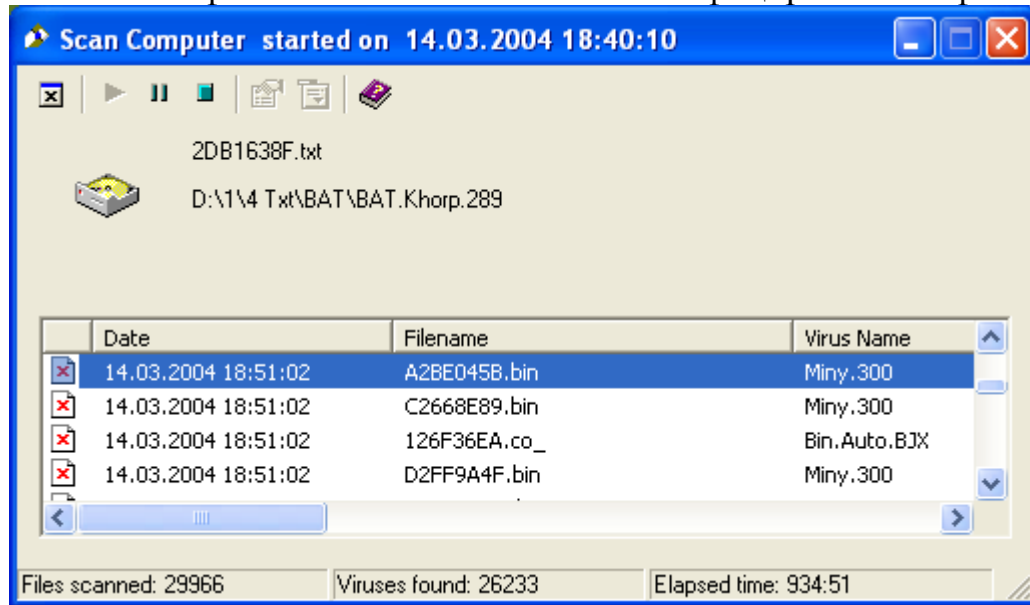 Scan Computer started on 14.03.2004 18:40:10
2DB1638F.txt
D:\1\4 Txt\BAT\BAT.Khorp.289
Date Filename Virus Name
14.03.2004 18:51:02 A2BE045B.bin Miny.300
14.03.2004 18:51:02 C2668E89.bin Miny.300
14.03.2004 18:51:02 126F36EA.co_ Bin.Auto.BJX
14.03.2004 18:51:02 D2FF9A4F.bin Miny.300
Files scanned: 29966 Viruses found: 26233 Elapsed time: 934:51